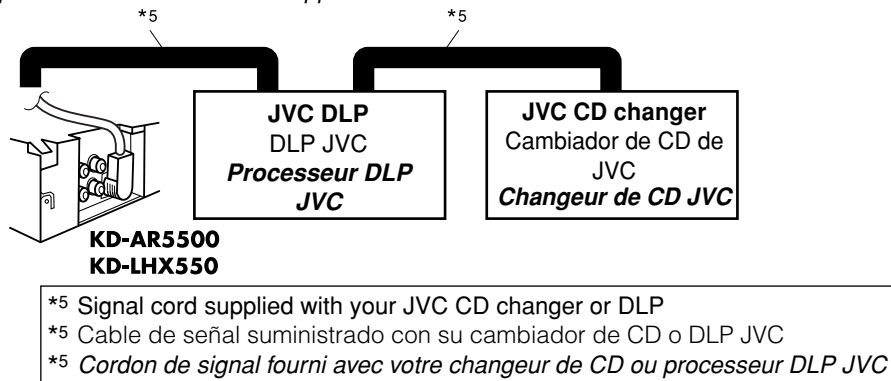 *5 *5
JVC DLP
DLP JVC
Processeur DLP
JVC
JVC CD changer
Cambiador de CD de
JVC
Changeur de CD JVC
KD-AR5500
KD-LHX550
*5 Signal cord supplied with your JVC CD changer or DLP
*5 Cable de señal suministrado con su cambiador de CD o DLP JVC
*5 Cordon de signal fourni avec votre changeur de CD ou processeur DLP JVC